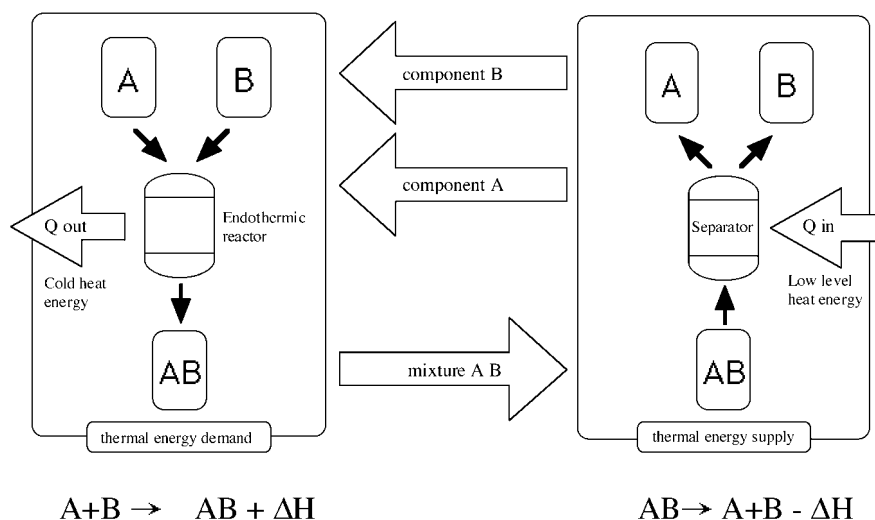 A
B
component B
A
B
component A
Q out
Endothermic
reactor
Separator
Q in
Cold heat
energy
Low level
heat energy
AB
mixture A B
AB
thermal energy demand
thermal energy supply
A+B → AB + ΔH
AB→ A+B - ΔH